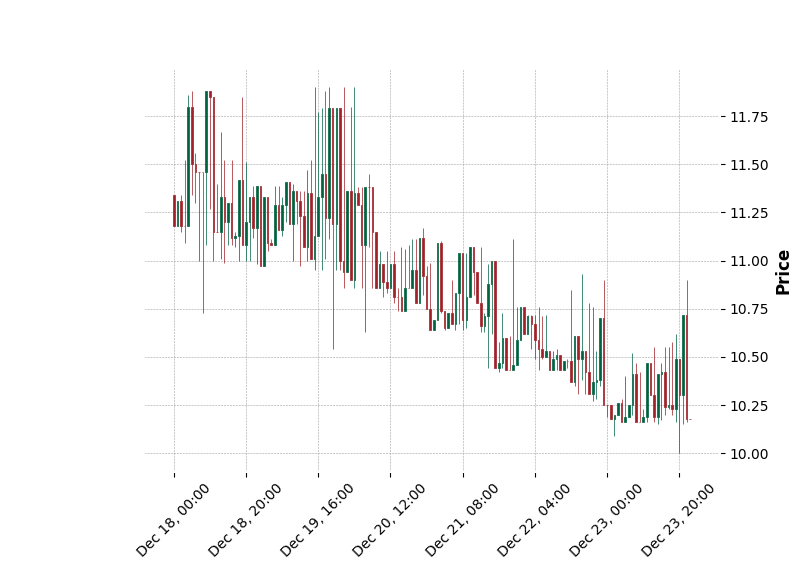 11.75
11.50
11.25
11.00
10.75
10.50
10.25
10.00
Price
Dec 18, 00:00
Dec 18, 20:00
Dec 19, 16:00
Dec 20, 12:00
Dec 21, 08:00
Dec 22, 04:00
Dec 23, 00:00
Dec 23, 20:00